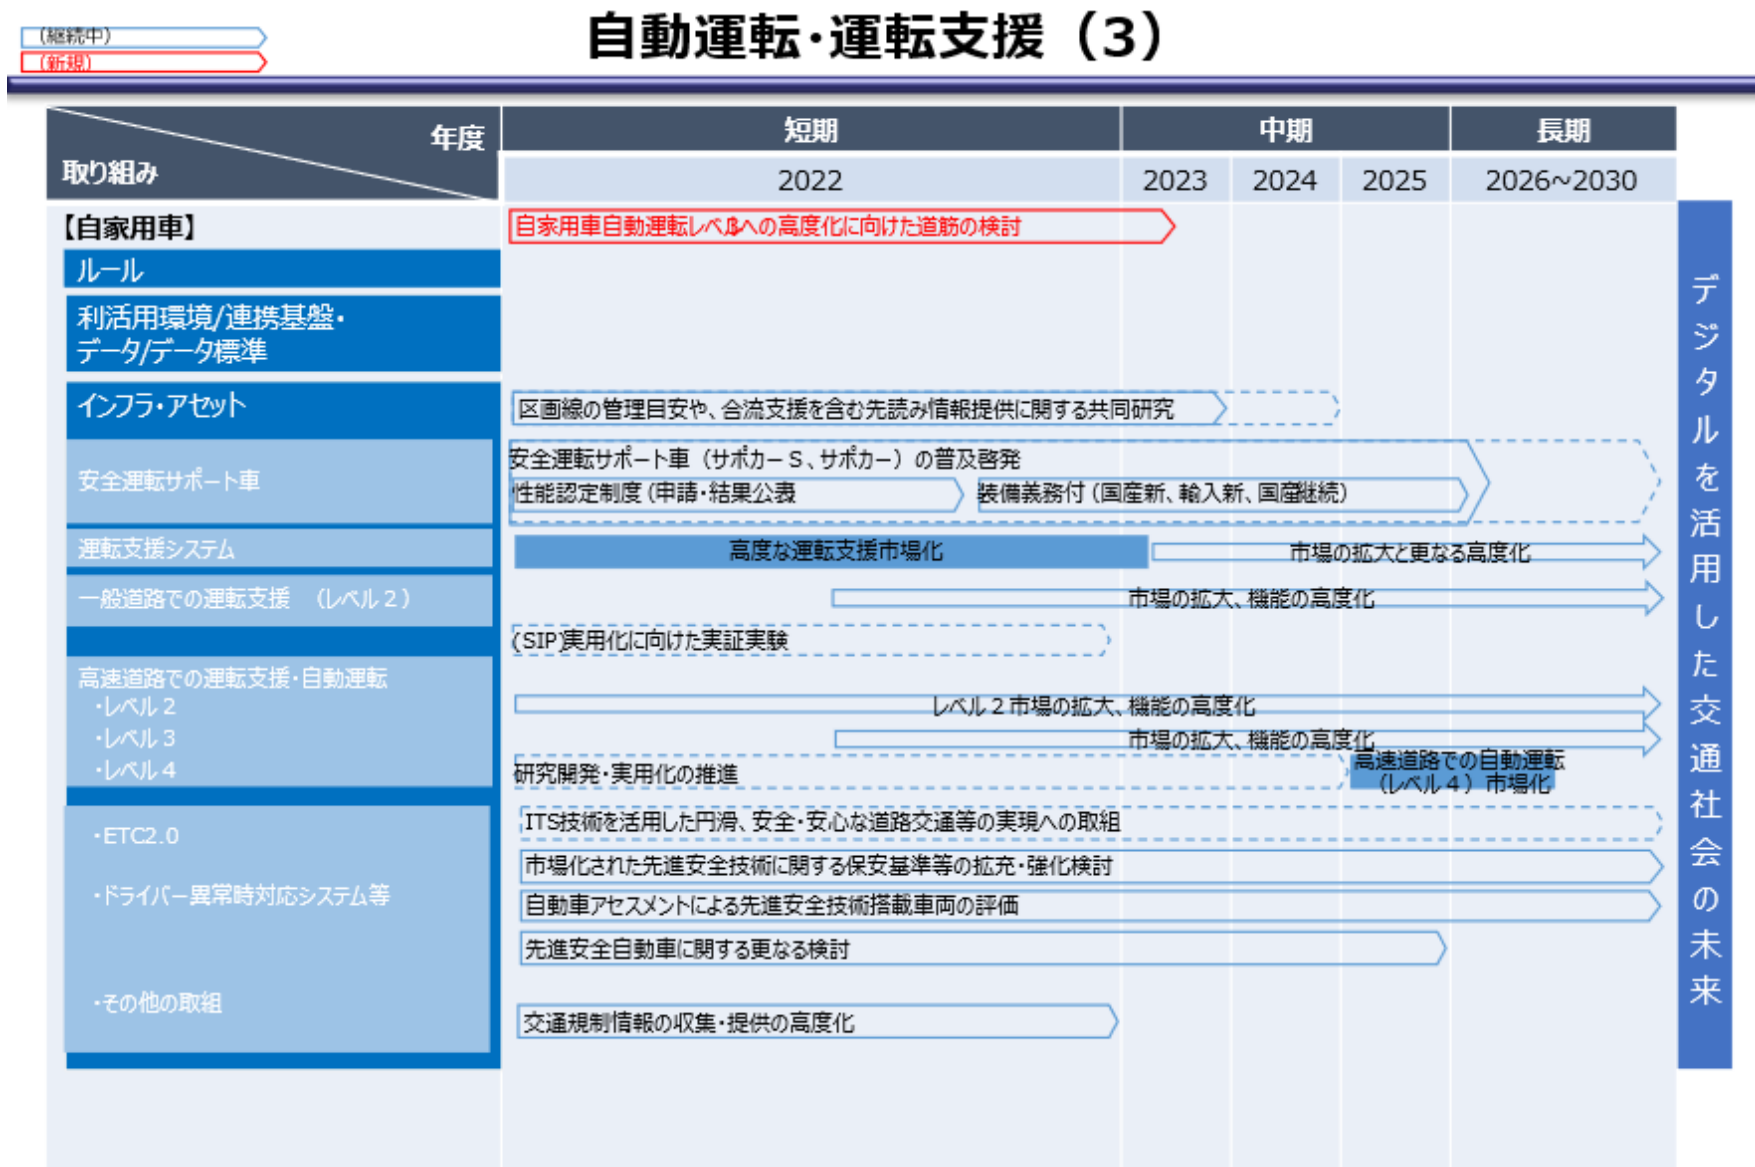 (継続中)
(新規)
自動運転・運転支援（3）
年度
取り組み
短期
中期
長期
2022
2023
2024
2025
2026~2030
【自家用車】
自家用車自動運転レベルへの高度化に向けた道筋の検討
ルール
利活用環境/連携基盤・
データ/データ標準
インフラ・アセット
区画線の管理目安や、合流支援を含む先読み情報提供に関する共同研究
安全運転サポート車
安全運転サポート車（サポカーＳ、サポカー）の普及啓発
性能認定制度（申請・結果公表
装備義務付（国産新、輸入新、国産継続）
運転支援システム
高度な運転支援市場化
市場の拡大と更なる高度化
一般道路での運転支援　（レベル２）
市場の拡大、機能の高度化
(SIP)実用化に向けた実証実験
高速道路での運転支援・自動運転
・レベル２
レベル２市場の拡大、機能の高度化
・レベル３
市場の拡大、機能の高度化
・レベル４
研究開発・実用化の推進
高速道路での自動運転
（レベル４）市場化
・ETC2.0
ITS技術を活用した円滑、安全・安心な道路交通等の実現への取組
市場化された先進安全技術に関する保安基準等の拡充・強化検討
・ドライバー異常時対応システム等
自動車アセスメントによる先進安全技術搭載車両の評価
先進安全自動車に関する更なる検討
・その他の取組
交通規制情報の収集・提供の高度化
デジタルを活用した交通社会の未来